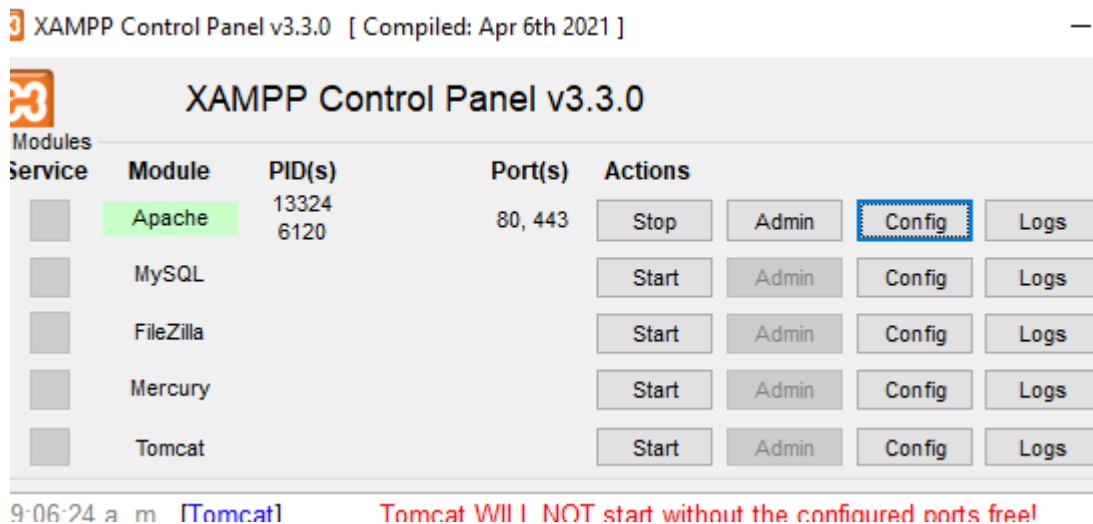 XAMPP Control Panel v3.3.0 [ Compiled: Apr 6th 2021 ]
XAMPP Control Panel v3.3.0
Modules
Service Module PID(s) Port(s) Actions
Apache 13324 6120 80, 443 Stop Admin Config Logs
MySQL Start Admin Config Logs
FileZilla Start Admin Config Logs
Mercury Start Admin Config Logs
Tomcat Start Admin Config Logs
9:06:24 a. m. [Tomcat] Tomcat WILL NOT start without the configured ports free!